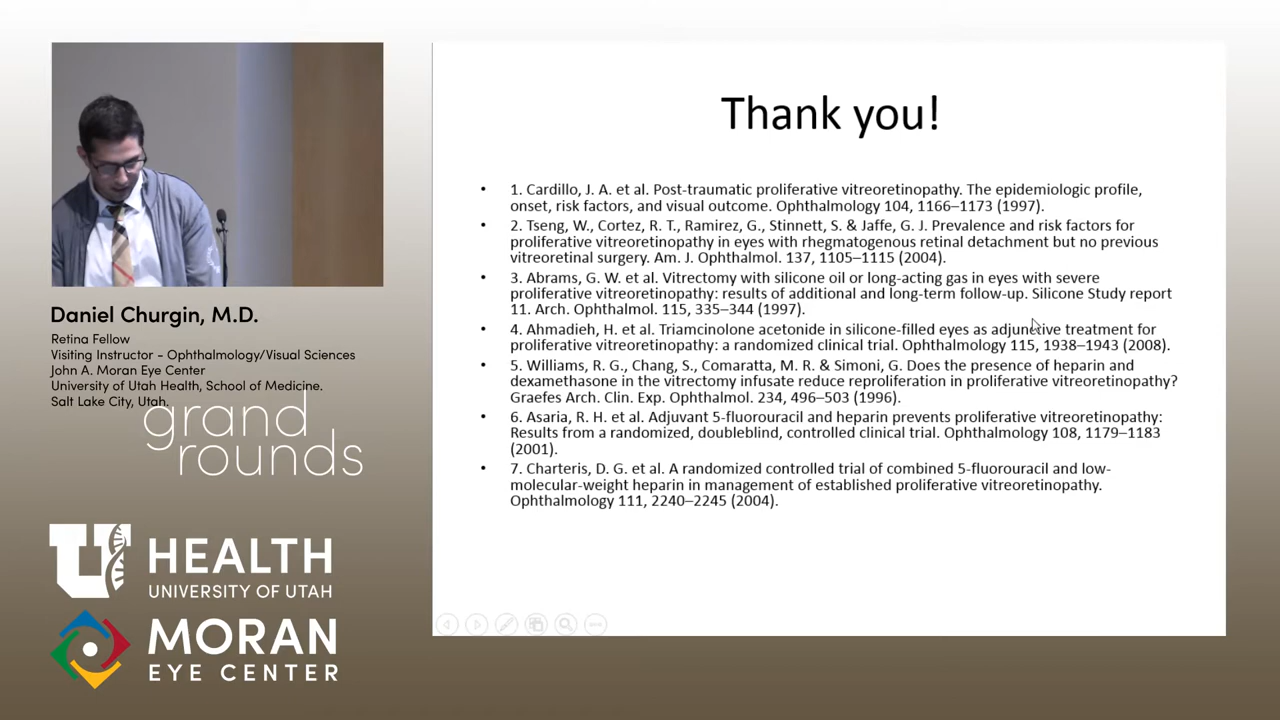 Thank you!
• 1. Cardillo, J. A. et al. Post-traumatic proliferative vitreoretinopathy. The epidemiologic profile,
onset, risk factors, and visual outcome. Ophthalmology 104, 1166–1173 (1997).
• 2. Tseng, W., Cortez, R. T., Ramirez, G., Stinnett, S. & Jaffe, G. J. Prevalence and risk factors for
proliferative vitreoretinopathy in eyes with rhegmatogenous retinal detachment but no previous
vitreoretinal surgery. Am. J. Ophthalmol. 137, 1105–1115 (2004).
• 3. Abrams, G. W. et al. Vitrectomy with silicone oil or long-acting gas in eyes with severe
proliferative vitreoretinopathy: results of additional and long-term follow-up. Silicone Study report
11. Arch. Ophthalmol. 115, 335–344 (1997).
• 4. Ahmadieh, H. et al. Triamcinolone acetonide in silicone-filled eyes as adjunctive treatment for
proliferative vitreoretinopathy: a randomized clinical trial. Ophthalmology 115, 1938–1943 (2008).
• 5. Williams, R. G., Chang, S., Comaratta, M. R. & Simoni, G. Does the presence of heparin and
dexamethasone in the vitrectomy infusate reduce reproliferation in proliferative vitreoretinopathy?
Graefes Arch. Clin. Exp. Ophthalmol. 234, 496–503 (1996).
• 6. Asaria, R. H. et al. Adjuvant 5-fluorouracil and heparin prevents proliferative vitreoretinopathy:
Results from a randomized, doubleblind, controlled clinical trial. Ophthalmology 108, 1179–1183
(2001).
• 7. Charteris, D. G. et al. A randomized controlled trial of combined 5-fluorouracil and low-
molecular-weight heparin in management of established proliferative vitreoretinopathy.
Ophthalmology 111, 2240–2245 (2004).
Daniel Churgin, M.D.
Retina Fellow
Visiting Instructor - Ophthalmology/Visual Sciences
John A. Moran Eye Center
University of Utah Health, School of Medicine.
Salt Lake City, Utah.
grand
rounds
U HEALTH
UNIVERSITY OF UTAH
MORAN
EYE CENTER